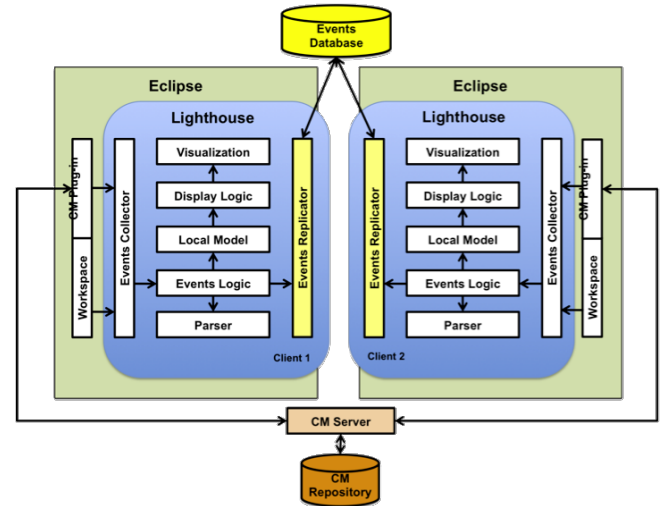 Events
Database
Eclipse
Lighthouse
CM Plug-in
Workspace
Events Collector
Visualization
Display Logic
Local Model
Events Logic
Parser
Events Replicator
Client 1
Eclipse
Lighthouse
Events Replicator
Visualization
Display Logic
Local Model
Events Logic
Parser
Events Collector
CM Plug-in
Workspace
Client 2
CM Server
CM
Repository